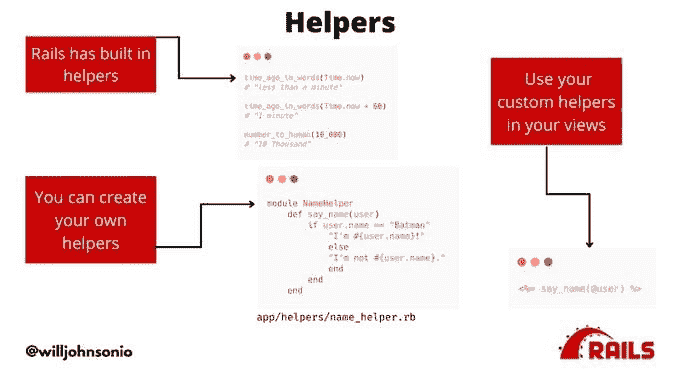 Helpers
Rails has built in
helpers
time_ago_in_words(Time.now)
# "less than a minute"
time_ago_in_words(Time.now + 60)
# "1 minute"
number_to_human(10_000)
# "10 Thousand"
Use your
custom helpers
in your views
You can create
your own
helpers
module NameHelper
def say_name(user)
if user.name == "Batman"
"I'm #{user.name}!"
else
"I'm not #{user.name}."
end
end
end
app/helpers/name_helper.rb
<%= say_name(@user) %>
@willjohnsonio
RAILS